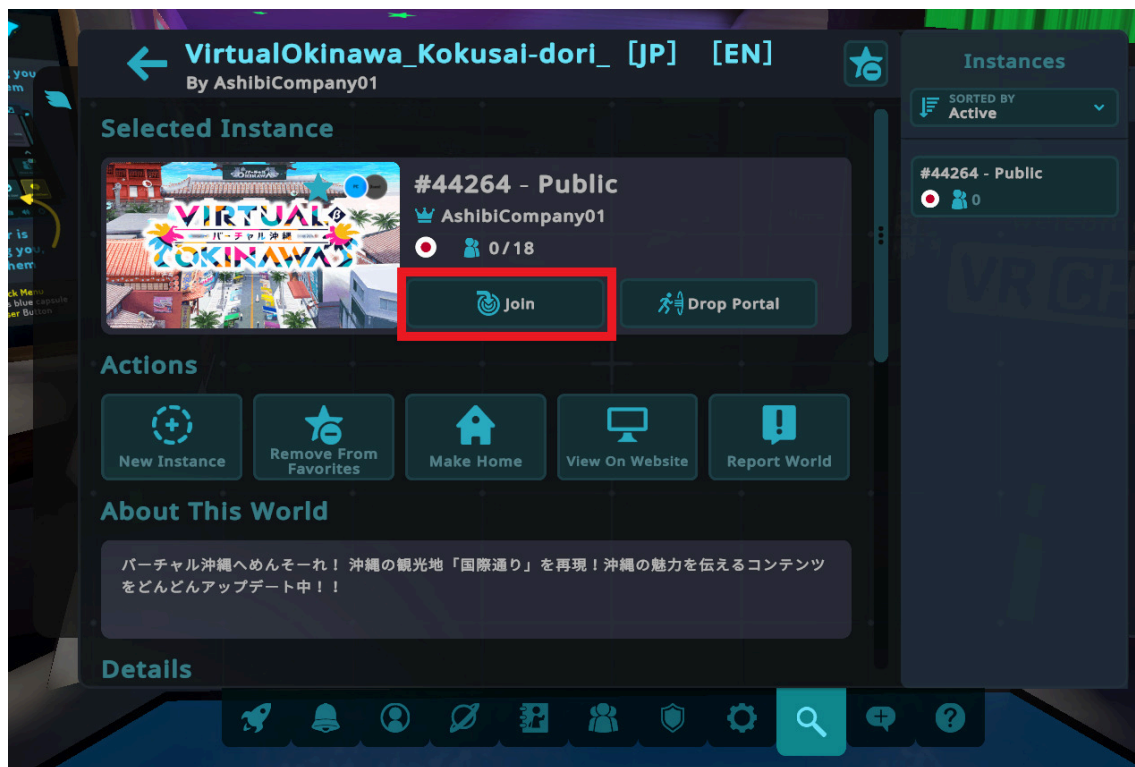 VirtualOkinawa_Kokusai-dori_ [JP] [EN]
By AshibiCompany01
Selected Instance
VIRTUAL β
バーチャル沖縄
OKINAWA
#44264 - Public
AshibiCompany01
0/18
Join
Drop Portal
Actions
New Instance
Remove From
Favorites
Make Home
View On Website
Report World
About This World
バーチャル沖縄へめんそーれ！ 沖縄の観光地「国際通り」を再現！沖縄の魅力を伝えるコンテンツ
をどんどんアップデート中！！
Details
Instances
SORTED BY
Active
#44264 - Public
0
VR CH